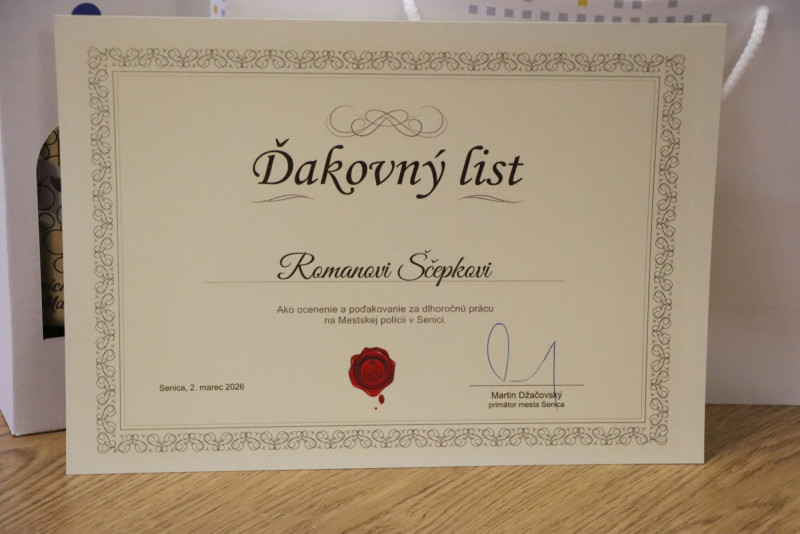 Ďakovný list
Romanovi Ščepkovi
Ako ocenenie a poďakovanie za dlhoročnú prácu
na Mestskej polícii v Senici.
Senica, 2. marec 2026
Martin Džačovský
primátor mesta Senica